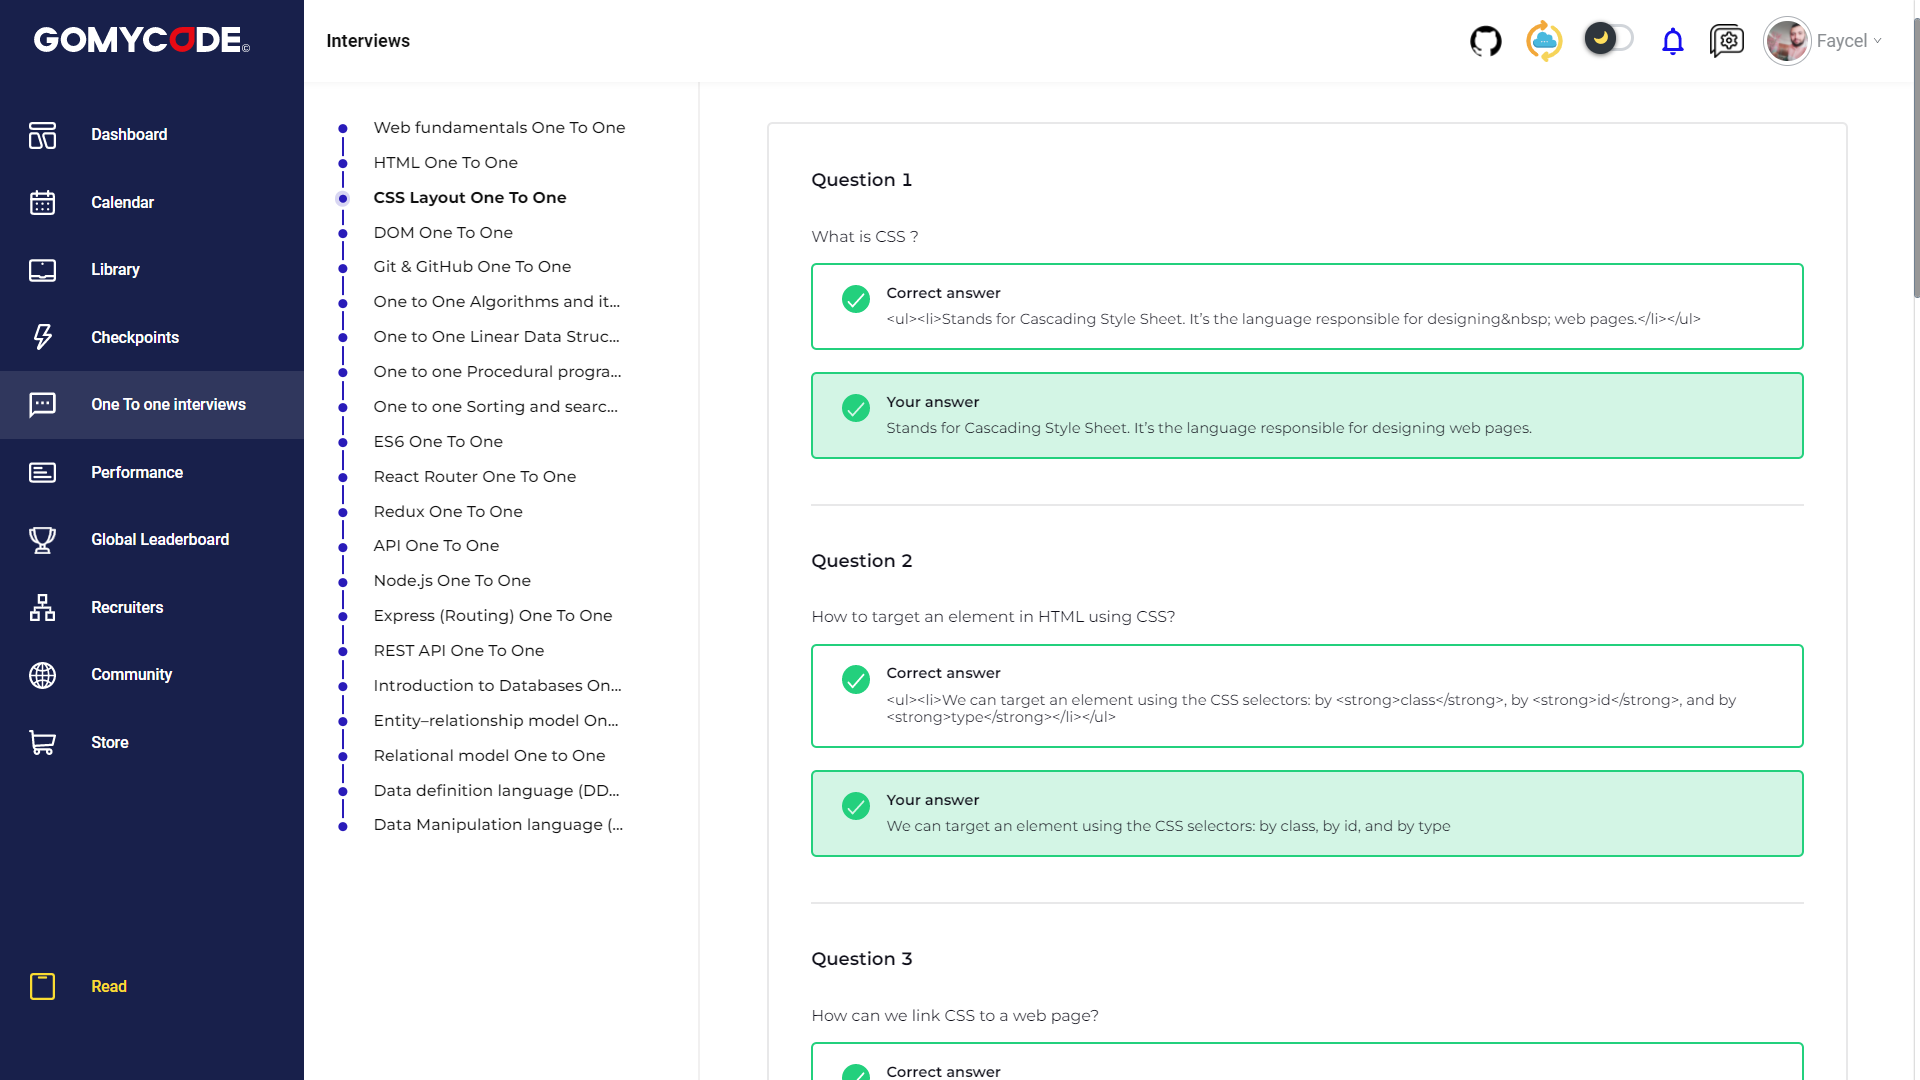 GOMYCODE©
Interviews
Faycel
Dashboard
Calendar
Library
Checkpoints
One To one interviews
Performance
Global Leaderboard
Recruiters
Community
Store
Read
Web fundamentals One To One
HTML One To One
CSS Layout One To One
DOM One To One
Git & GitHub One To One
One to One Algorithms and it...
One to One Linear Data Struc...
One to one Procedural progra...
One to one Sorting and searc...
ES6 One To One
React Router One To One
Redux One To One
API One To One
Node.js One To One
Express (Routing) One To One
REST API One To One
Introduction to Databases On...
Entity–relationship model On...
Relational model One to One
Data definition language (DD...
Data Manipulation language (...
Question 1
What is CSS ?
Correct answer
<ul><li>Stands for Cascading Style Sheet. It’s the language responsible for designing&nbsp; web pages.</li></ul>
Your answer
Stands for Cascading Style Sheet. It’s the language responsible for designing web pages.
Question 2
How to target an element in HTML using CSS?
Correct answer
<ul><li>We can target an element using the CSS selectors: by <strong>class</strong>, by <strong>id</strong>, and by
<strong>type</strong></li></ul>
Your answer
We can target an element using the CSS selectors: by class, by id, and by type
Question 3
How can we link CSS to a web page?
Correct answer